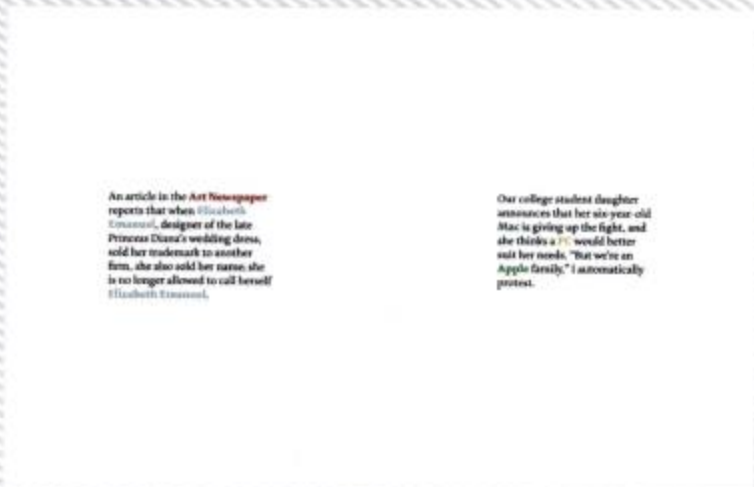 An article in the Art Newspaper
reports that when Elizabeth
Emanuel, designer of the late
Princess Diana's wedding dress,
sold her trademark to another
firm, she also sold her name; she
is no longer allowed to call herself
Elizabeth Emanuel.
Our college student daughter
announces that her six-year-old
Mac is giving up the fight, and
she thinks a PC would better
suit her needs. "But we're an
Apple family," I automatically
protest.